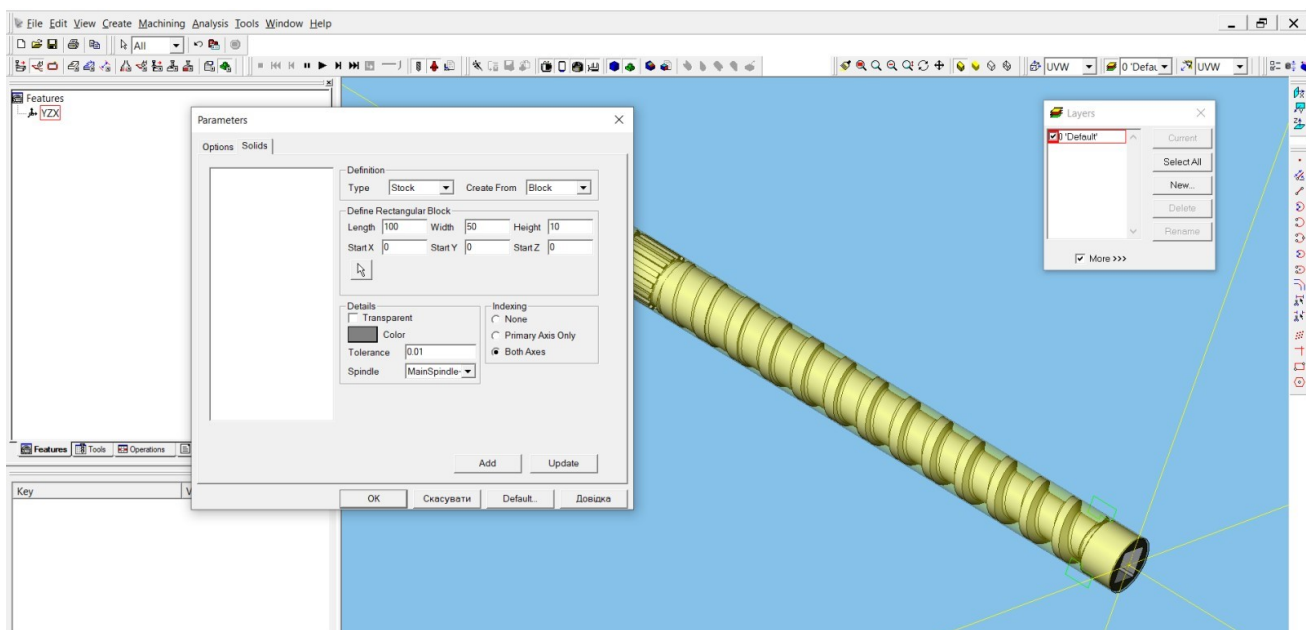 File Edit View Create Machining Analysis Tools Window Help
All
UVW 0 'Defau UVW
Features
YZX
Features Tools Operations
Key V
Parameters
Options Solids
Definition
Type Stock Create From Block
Define Rectangular Block
Length 100 Width 50 Height 10
Start X 0 Start Y 0 Start Z 0
Details
Transparent
Color
Tolerance 0.01
Spindle MainSpindle-
Indexing
None
Primary Axis Only
Both Axes
Add Update
OK Скасувати Default... Довідка
Layers
0 'Default'
Current
Select All
New...
Delete
Rename
More >>>